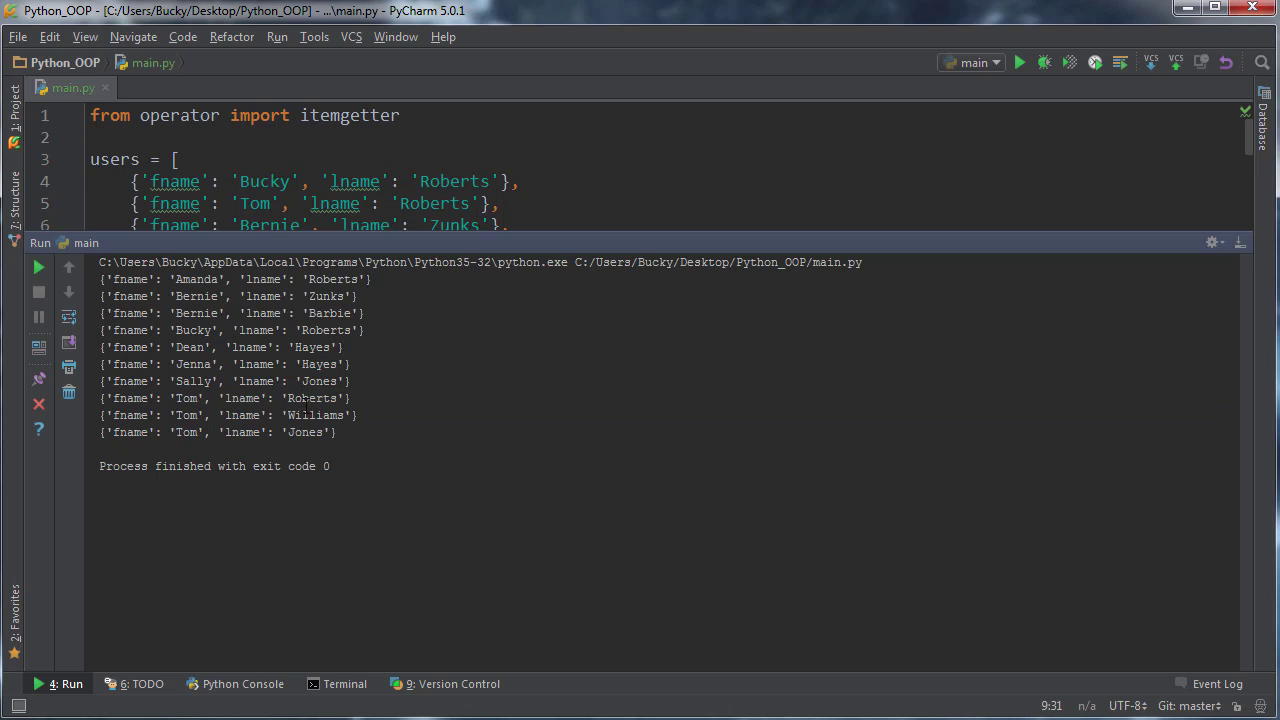 Python_OOP - [C:/Users/Bucky/Desktop/Python_OOP] - ...\main.py - PyCharm 5.0.1
File Edit View Navigate Code Refactor Run Tools VCS Window Help
Python_OOP main.py main VCS VCS
main.py
1: Project
7: Structure
2: Favorites
Database
1 from operator import itemgetter
2
3 users = [
4 {'fname': 'Bucky', 'lname': 'Roberts'},
5 {'fname': 'Tom', 'lname': 'Roberts'},
6 {'fname': 'Bernie', 'lname': 'Zunks'},
Run main
C:\Users\Bucky\AppData\Local\Programs\Python\Python35-32\python.exe C:/Users/Bucky/Desktop/Python_OOP/main.py
{'fname': 'Amanda', 'lname': 'Roberts'}
{'fname': 'Bernie', 'lname': 'Zunks'}
{'fname': 'Bernie', 'lname': 'Barbie'}
{'fname': 'Bucky', 'lname': 'Roberts'}
{'fname': 'Dean', 'lname': 'Hayes'}
{'fname': 'Jenna', 'lname': 'Hayes'}
{'fname': 'Sally', 'lname': 'Jones'}
{'fname': 'Tom', 'lname': 'Roberts'}
{'fname': 'Tom', 'lname': 'Williams'}
{'fname': 'Tom', 'lname': 'Jones'}
Process finished with exit code 0
4: Run 6: TODO Python Console Terminal 9: Version Control Event Log
9:31 n/a UTF-8 Git: master